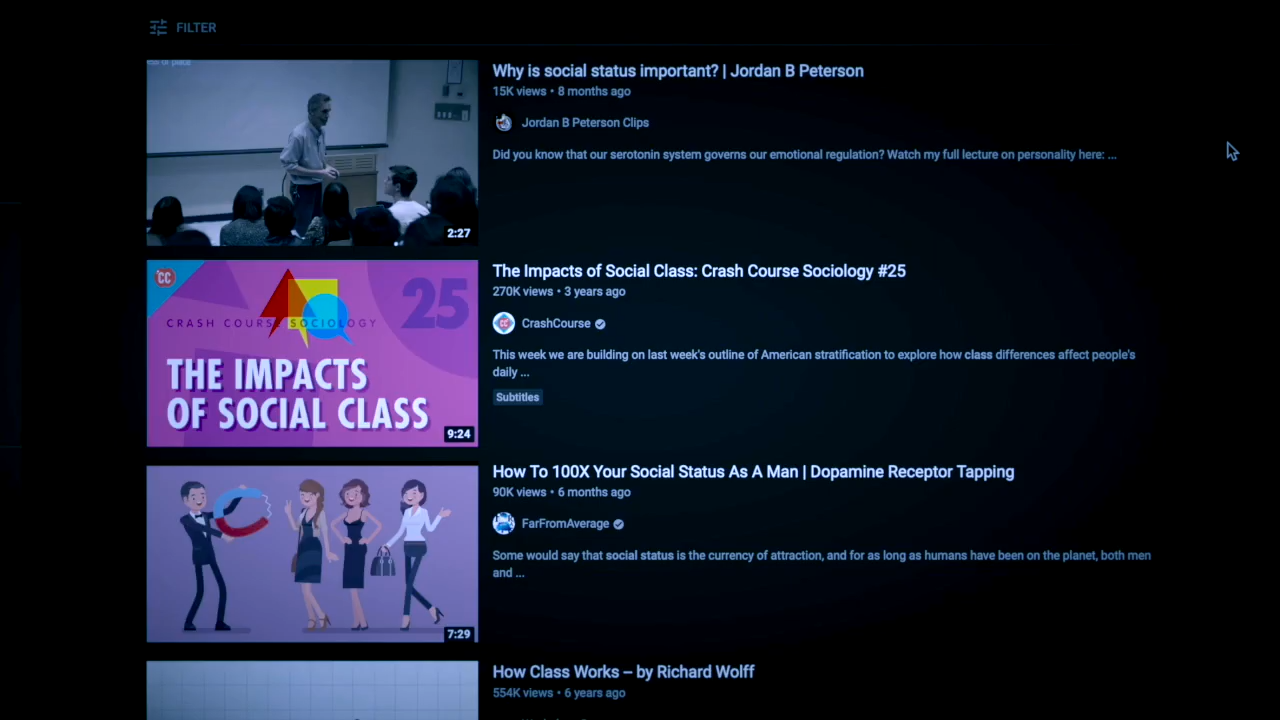 FILTER
Why is social status important? | Jordan B Peterson
15K views • 8 months ago
Jordan B Peterson Clips
Did you know that our serotonin system governs our emotional regulation? Watch my full lecture on personality here: ...
2:27
The Impacts of Social Class: Crash Course Sociology #25
270K views • 3 years ago
CC
25
CRASH COURSE SOCIOLOGY
CrashCourse
THE IMPACTS
OF SOCIAL CLASS
This week we are building on last week's outline of American stratification to explore how class differences affect people's
daily ...
Subtitles
9:24
How To 100X Your Social Status As A Man | Dopamine Receptor Tapping
90K views • 6 months ago
FarFromAverage
Some would say that social status is the currency of attraction, and for as long as humans have been on the planet, both men
and ...
7:29
How Class Works – by Richard Wolff
554K views • 6 years ago